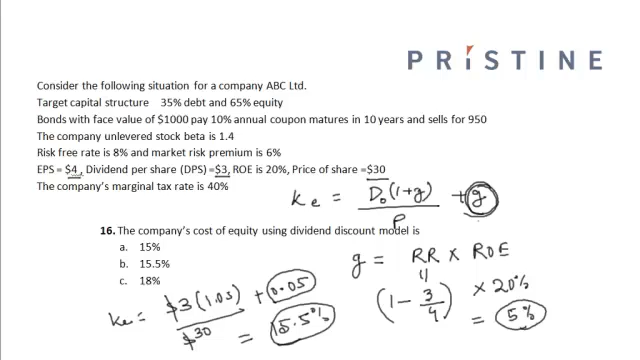 PRiSTINE
Consider the following situation for a company ABC Ltd.
Target capital structure 35% debt and 65% equity
Bonds with face value of $1000 pay 10% annual coupon matures in 10 years and sells for 950
The company unlevered stock beta is 1.4
Risk free rate is 8% and market risk premium is 6%
EPS = $4, Dividend per share (DPS) =$3, ROE is 20%, Price of share =$30
The company's marginal tax rate is 40%
ke = D0(1+g) / P + g
16. The company's cost of equity using dividend discount model is
a. 15%
b. 15.5%
c. 18%
g = RR x ROE
(1 - 3/4) x 20%
= 5%
ke = $3(1.05) / $30 + 0.05
= 15.5%